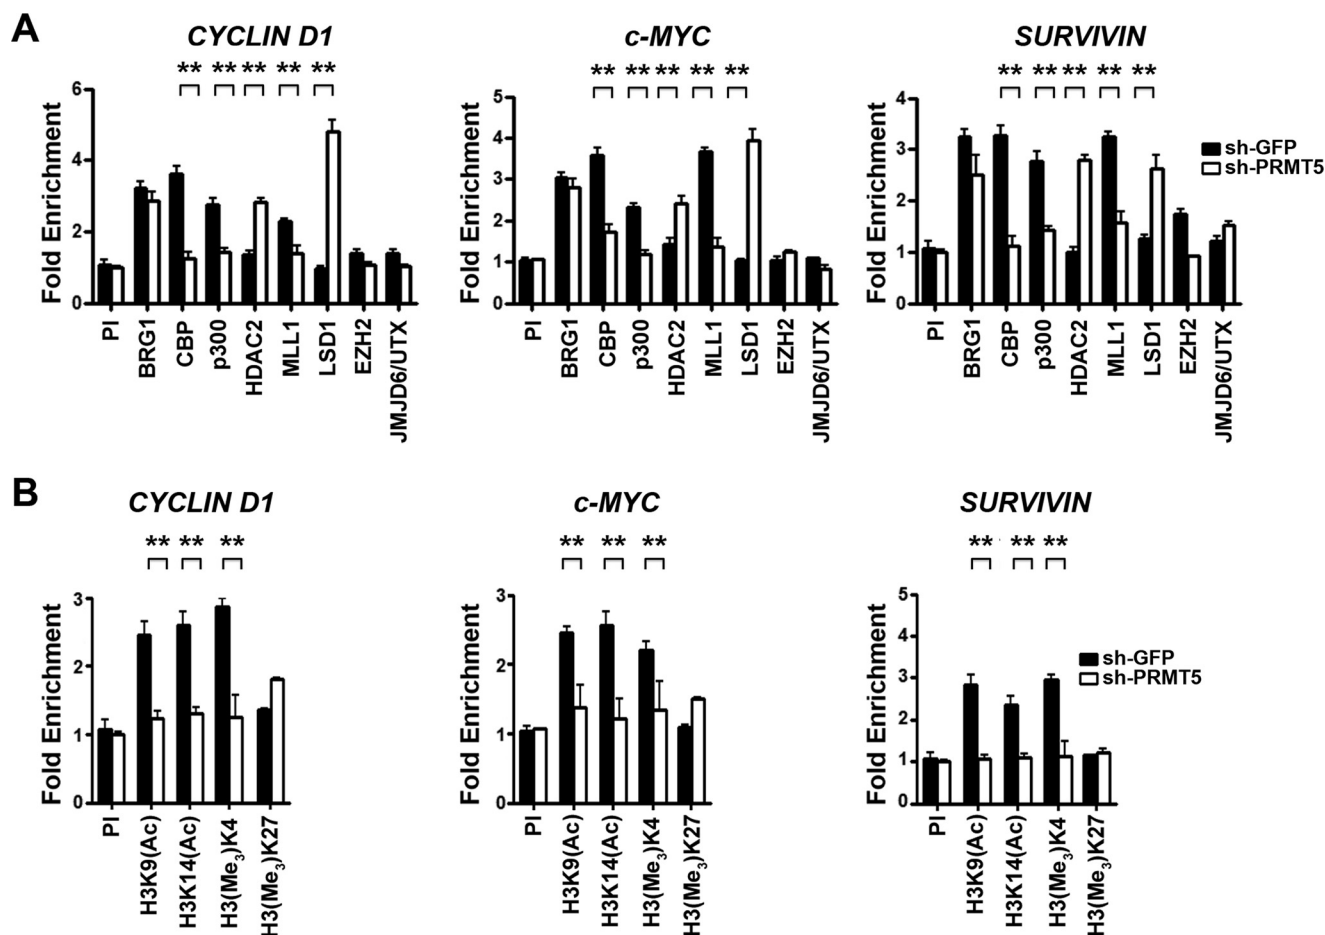 A
CYCLIN D1
c-MYC
SURVIVIN
** ** ** ** **
** ** ** ** **
** ** ** ** **
Fold Enrichment
6
4
2
0
PI
BRG1
CBP
p300
HDAC2
MLL1
LSD1
EZH2
JMJD6/UTX
Fold Enrichment
5
4
3
2
1
0
PI
BRG1
CBP
p300
HDAC2
MLL1
LSD1
EZH2
JMJD6/UTX
Fold Enrichment
4
3
2
1
0
PI
BRG1
CBP
p300
HDAC2
MLL1
LSD1
EZH2
JMJD6/UTX
sh-GFP
sh-PRMT5
B
CYCLIN D1
c-MYC
SURVIVIN
** ** **
** ** **
** ** **
Fold Enrichment
3
2
1
0
PI
H3K9(Ac)
H3K14(Ac)
H3(Me3)K4
H3(Me3)K27
Fold Enrichment
3
2
1
0
PI
H3K9(Ac)
H3K14(Ac)
H3(Me3)K4
H3(Me3)K27
Fold Enrichment
5
4
3
2
1
0
PI
H3K9(Ac)
H3K14(Ac)
H3(Me3)K4
H3(Me3)K27
sh-GFP
sh-PRMT5